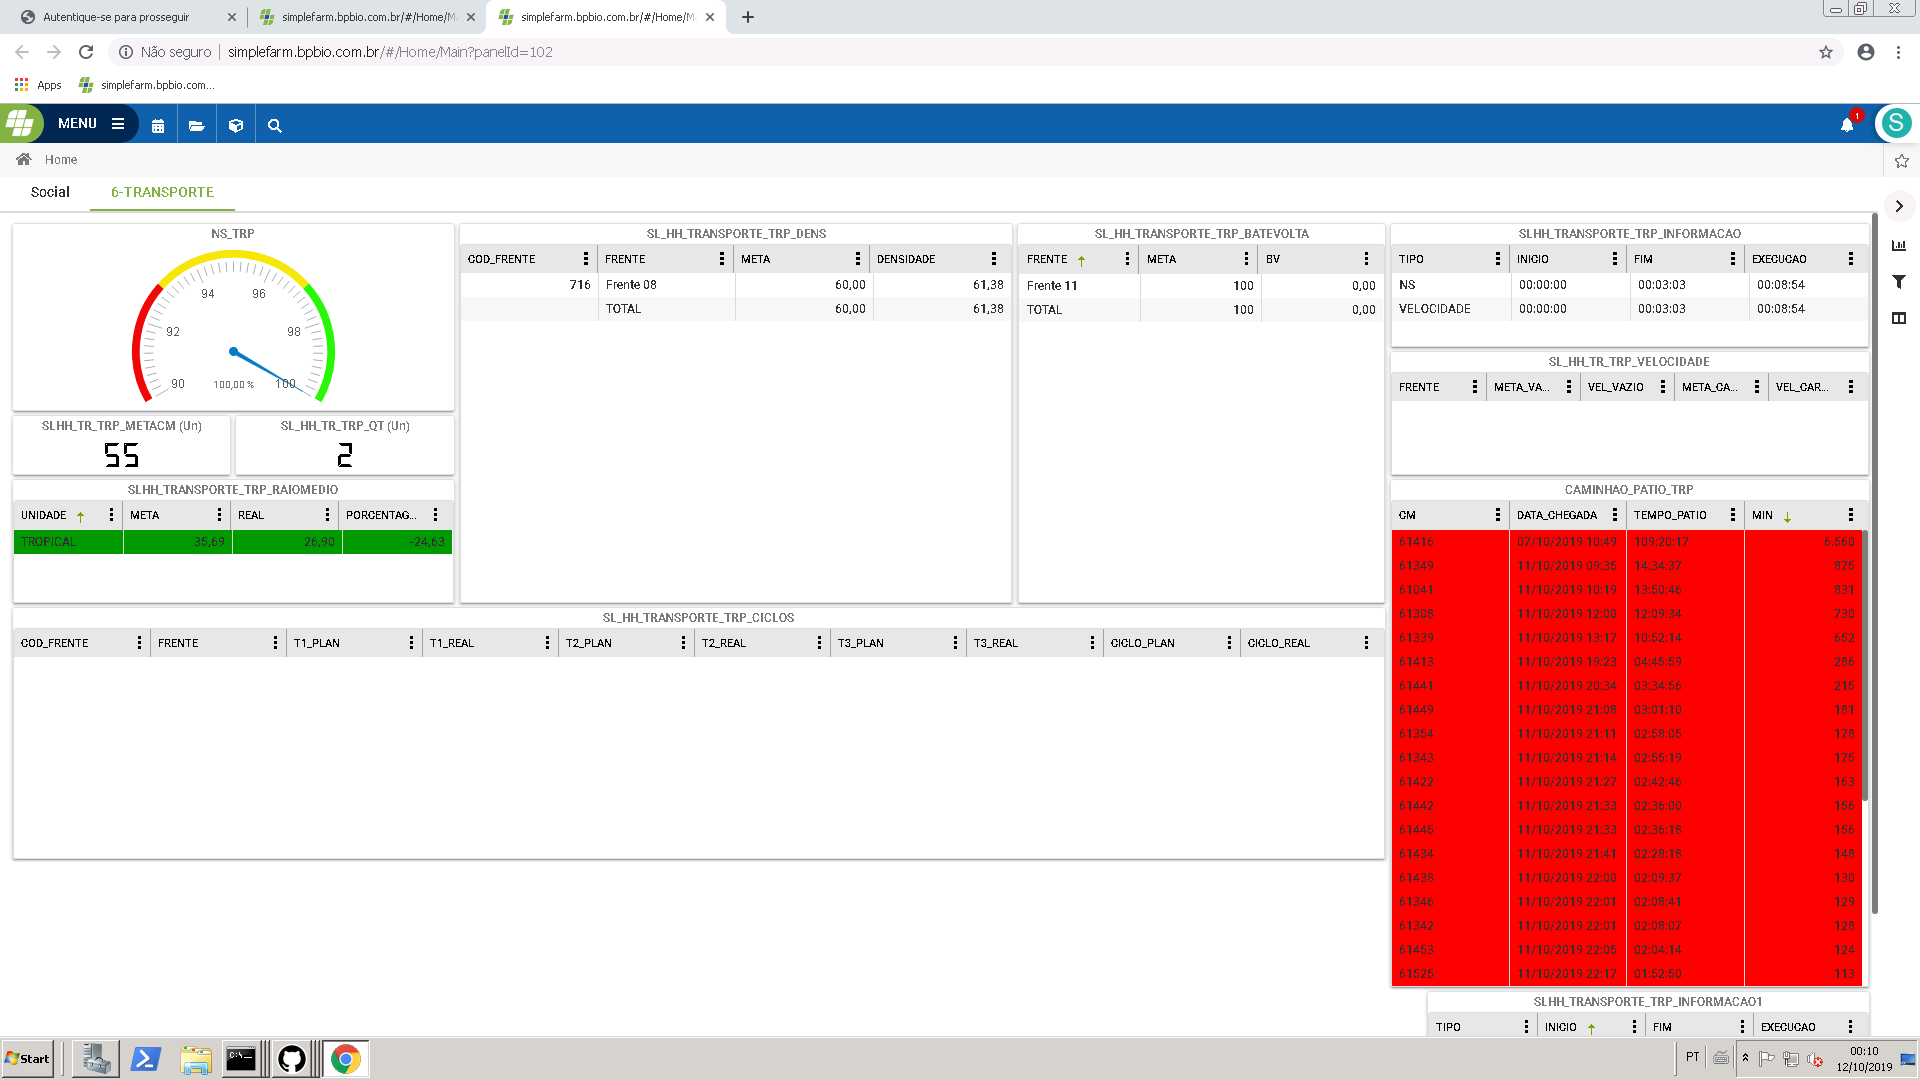 Autentique-se para prosseguir
simplefarm.bpbio.com.br/#/Home/M
simplefarm.bpbio.com.br/#/Home/M
Não seguro
simplefarm.bpbio.com.br/#/Home/Main?panelId=102
Apps
simplefarm.bpbio.com...
MENU
1
S
Home
Social
6-TRANSPORTE
NS_TRP
90 92 94 96 98 100
100,00 %
SLHH_TR_TRP_METACM (Un)
55
SL_HH_TR_TRP_QT (Un)
2
SLHH_TRANSPORTE_TRP_RAIOMEDIO
UNIDADE META REAL PORCENTAG...
TROPICAL 35,69 26,90 -24,63
SL_HH_TRANSPORTE_TRP_DENS
COD_FRENTE FRENTE META DENSIDADE
716 Frente 08 60,00 61,38
TOTAL 60,00 61,38
SL_HH_TRANSPORTE_TRP_BATEVOLTA
FRENTE META BV
Frente 11 100 0,00
TOTAL 100 0,00
SLHH_TRANSPORTE_TRP_INFORMACAO
TIPO INICIO FIM EXECUCAO
NS 00:00:00 00:03:03 00:08:54
VELOCIDADE 00:00:00 00:03:03 00:08:54
SL_HH_TR_TRP_VELOCIDADE
FRENTE META_VA... VEL_VAZIO META_CA... VEL_CAR...
SL_HH_TRANSPORTE_TRP_CICLOS
COD_FRENTE FRENTE T1_PLAN T1_REAL T2_PLAN T2_REAL T3_PLAN T3_REAL CICLO_PLAN CICLO_REAL
CAMINHAO_PATIO_TRP
CM DATA_CHEGADA TEMPO_PATIO MIN
61416 07/10/2019 10:49 109:20:17 6.560
61349 11/10/2019 09:35 14:34:37 875
61041 11/10/2019 10:19 13:50:46 831
61308 11/10/2019 12:00 12:09:34 730
61339 11/10/2019 13:17 10:52:14 652
61413 11/10/2019 19:23 04:45:59 286
61441 11/10/2019 20:34 03:34:56 215
61449 11/10/2019 21:08 03:01:10 181
61354 11/10/2019 21:11 02:58:05 178
61343 11/10/2019 21:14 02:55:19 175
61422 11/10/2019 21:27 02:42:46 163
61442 11/10/2019 21:33 02:36:00 156
61445 11/10/2019 21:33 02:36:18 156
61434 11/10/2019 21:41 02:28:18 148
61438 11/10/2019 22:00 02:09:37 130
61346 11/10/2019 22:01 02:08:41 129
61342 11/10/2019 22:01 02:08:07 128
61453 11/10/2019 22:05 02:04:14 124
61525 11/10/2019 22:17 01:52:50 113
SLHH_TRANSPORTE_TRP_INFORMACAO1
TIPO INICIO FIM EXECUCAO
Start
PT
00:10
12/10/2019